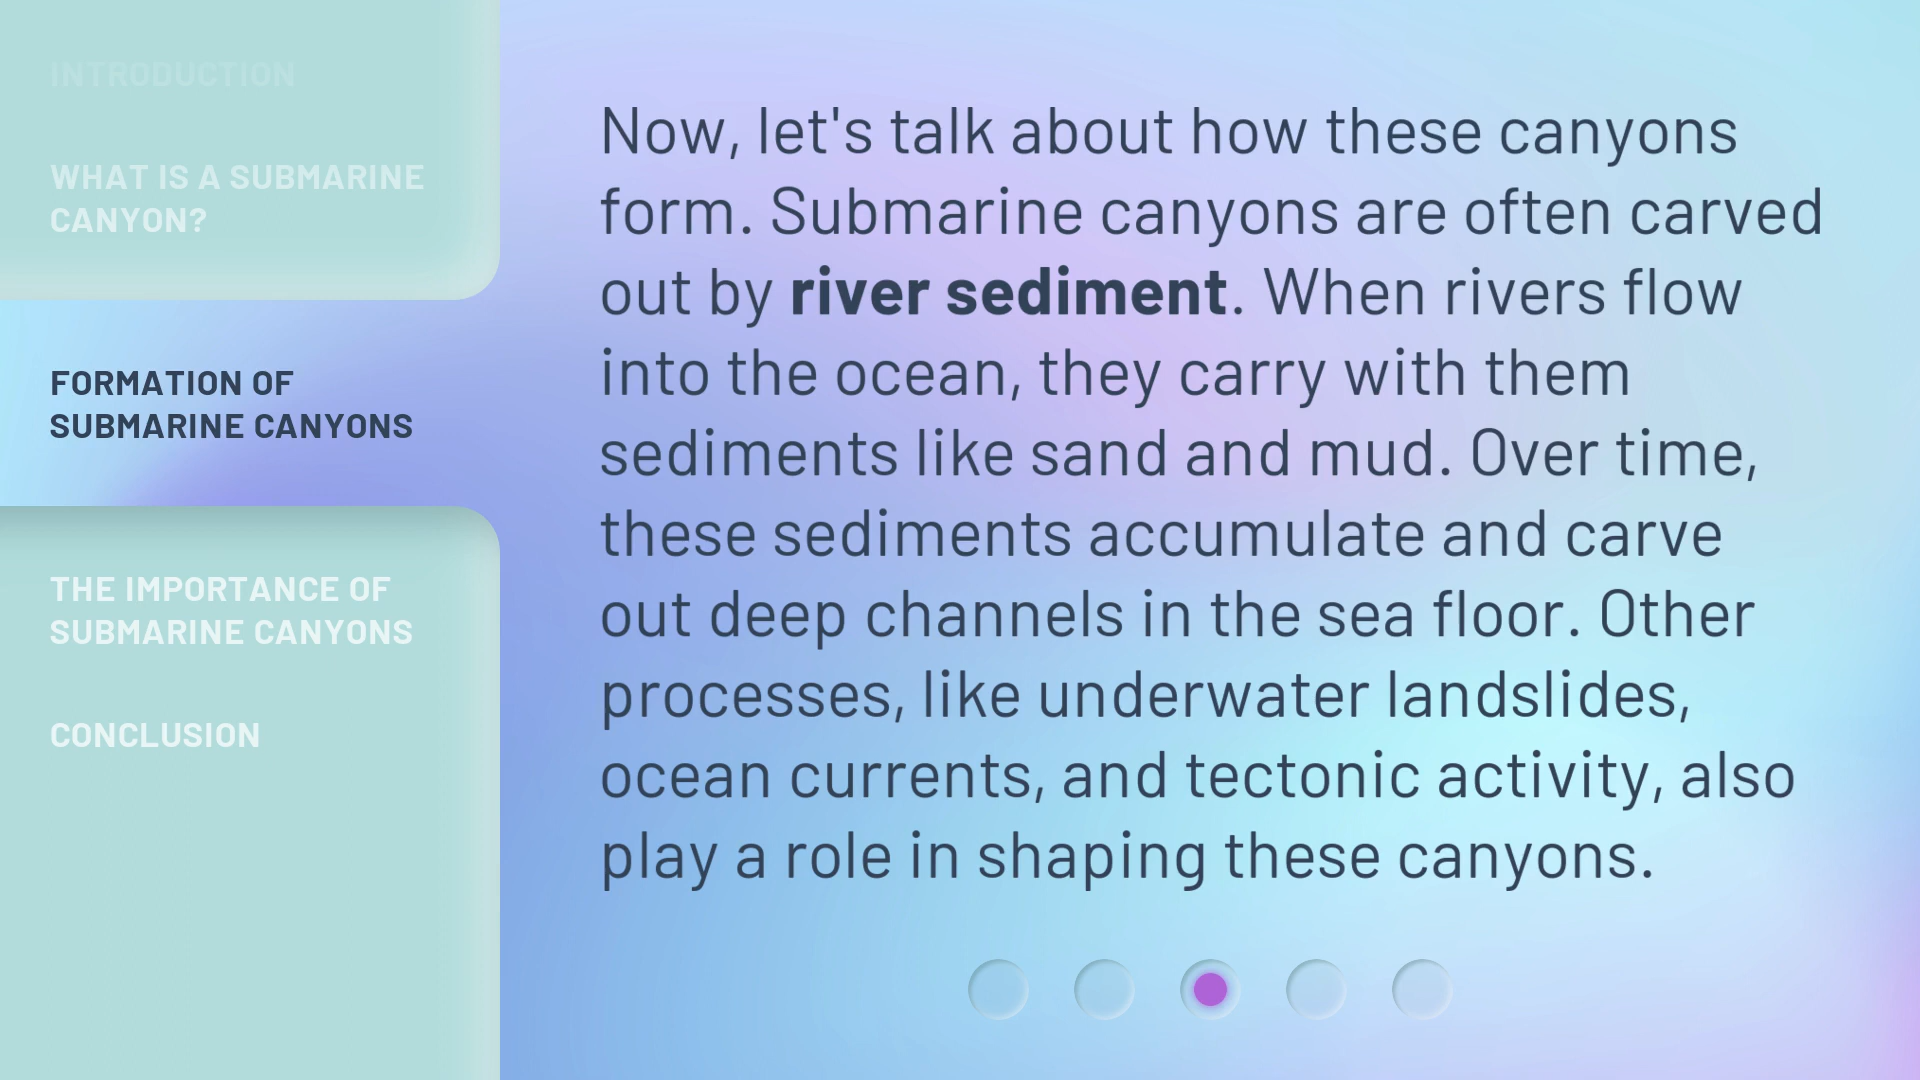 INTRODUCTION
WHAT IS A SUBMARINE
CANYON?
FORMATION OF
SUBMARINE CANYONS
THE IMPORTANCE OF
SUBMARINE CANYONS
CONCLUSION
Now, let's talk about how these canyons
form. Submarine canyons are often carved
out by river sediment. When rivers flow
into the ocean, they carry with them
sediments like sand and mud. Over time,
these sediments accumulate and carve
out deep channels in the sea floor. Other
processes, like underwater landslides,
ocean currents, and tectonic activity, also
play a role in shaping these canyons.